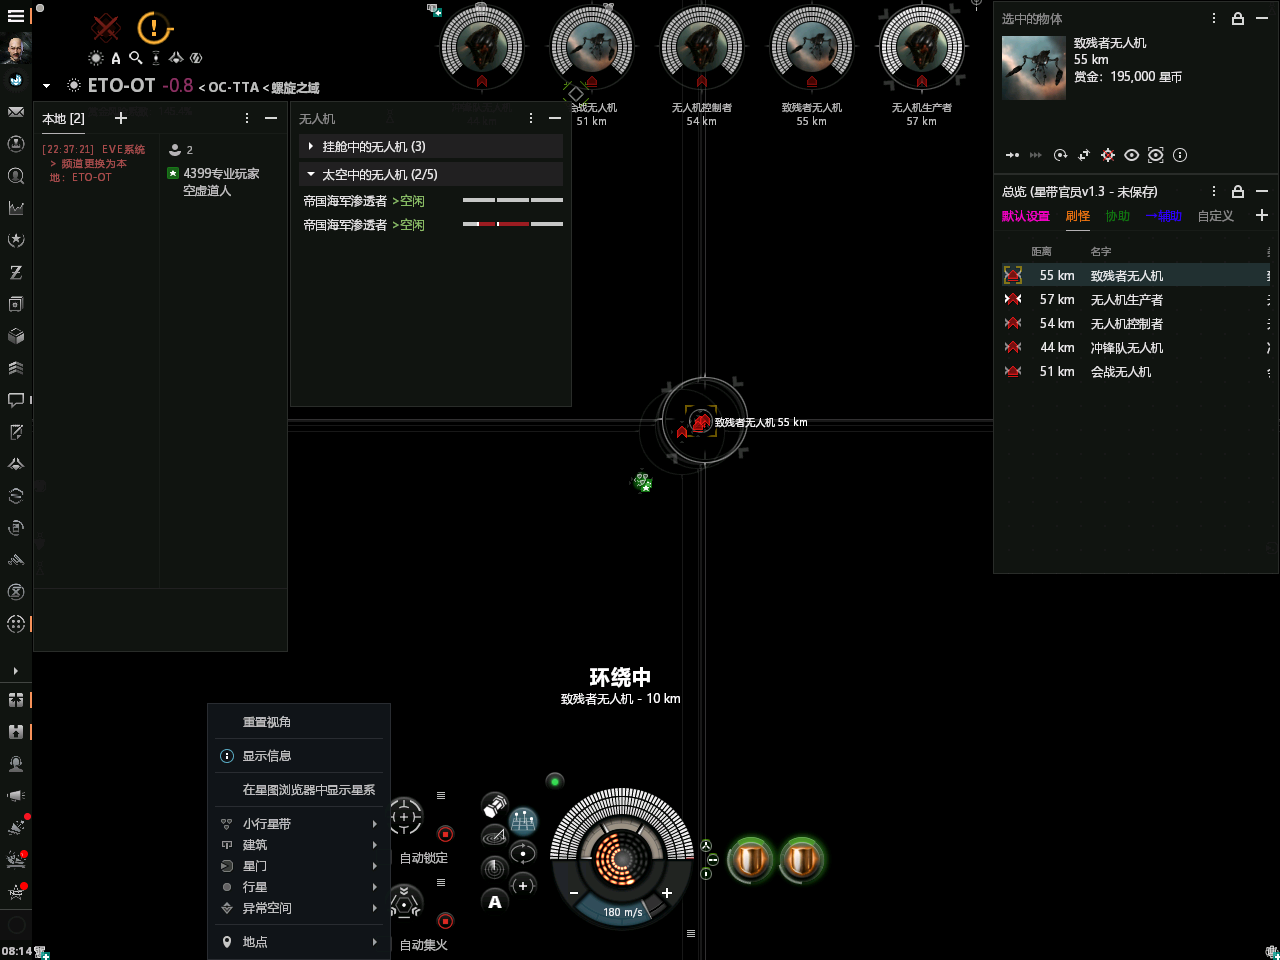 ETO-OT -0.8 < OC-TTA < 螺旋之域
本地 [2]
[22:37:21] EVE系统
> 频道更换为本
地: ETO-OT
2
4399专业玩家
空虚道人
无人机
挂舱中的无人机 (3)
太空中的无人机 (2/5)
帝国海军渗透者 >空闲
帝国海军渗透者 >空闲
会战无人机
51 km
无人机控制者
54 km
致残者无人机
55 km
无人机生产者
57 km
选中的物体
致残者无人机
55 km
赏金: 195,000 星币
总览 (星带官员v1.3 - 未保存)
默认设置 刷怪 协助 →辅助 自定义
距离 名字
55 km 致残者无人机
57 km 无人机生产者
54 km 无人机控制者
44 km 冲锋队无人机
51 km 会战无人机
致残者无人机 55 km
环绕中
致残者无人机 - 10 km
重置视角
显示信息
在星图浏览器中显示星系
小行星带
建筑
星门
行星
异常空间
地点
自动锁定
自动集火
A
180 m/s
08:14